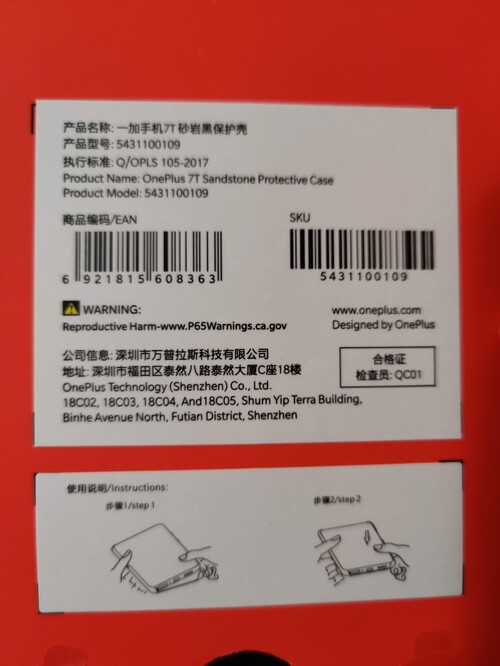 产品名称: 一加手机7T 砂岩黑保护壳
产品型号: 5431100109
执行标准: Q/OPLS 105-2017
Product Name: OnePlus 7T Sandstone Protective Case
Product Model: 5431100109
商品编码/EAN
SKU
6 921815 608363
5431100109
WARNING:
Reproductive Harm-www.P65Warnings.ca.gov
www.oneplus.com
Designed by OnePlus
公司信息: 深圳市万普拉斯科技有限公司
地址: 深圳市福田区泰然八路泰然大厦C座18楼
OnePlus Technology (Shenzhen) Co., Ltd.
18C02, 18C03, 18C04, And18C05, Shum Yip Terra Building,
Binhe Avenue North, Futian District, Shenzhen
合格证
检查员: QC01
使用说明/Instructions:
步骤1/step 1
步骤2/step 2